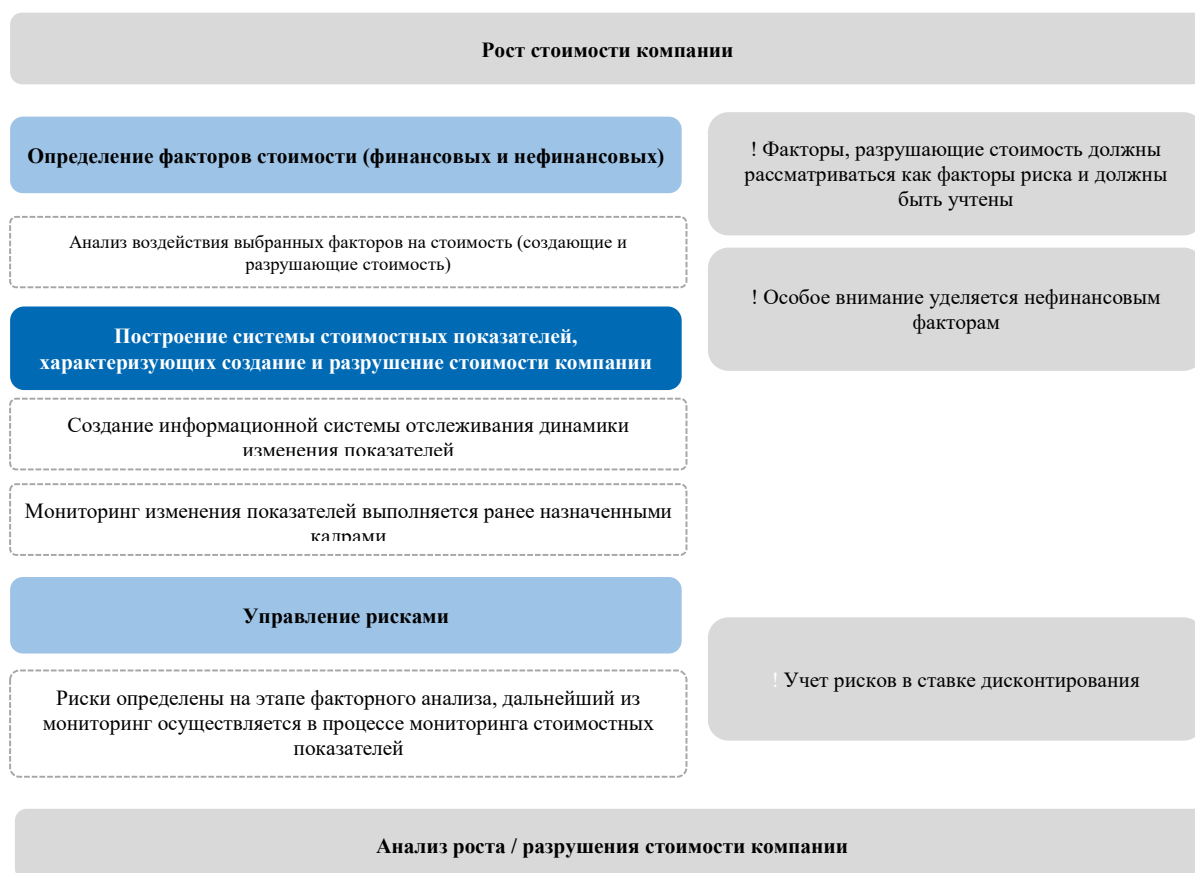 Рост стоимости компании
Определение факторов стоимости (финансовых и нефинансовых)
! Факторы, разрушающие стоимость должны
рассматриваться как факторы риска и должны
быть учтены
Анализ воздействия выбранных факторов на стоимость (создающие и
разрушающие стоимость)
! Особое внимание уделяется нефинансовым
факторам
Построение системы стоимостных показателей,
характеризующих создание и разрушение стоимости компании
Создание информационной системы отслеживания динамики
изменения показателей
Мониторинг изменения показателей выполняется ранее назначенными
кадрами
Управление рисками
! Учет рисков в ставке дисконтирования
Риски определены на этапе факторного анализа, дальнейший из
мониторинг осуществляется в процессе мониторинга стоимостных
показателей
Анализ роста / разрушения стоимости компании